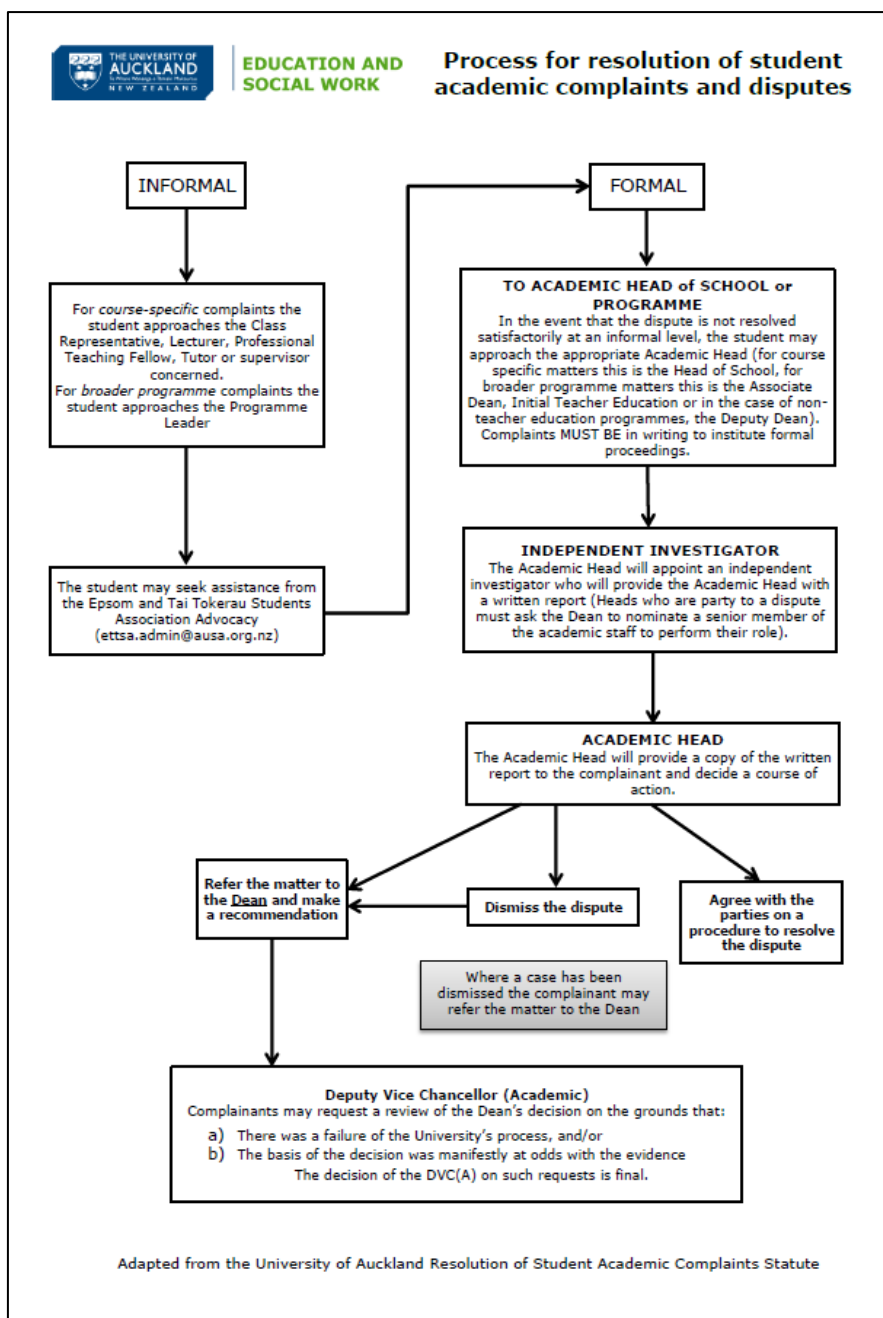 THE UNIVERSITY OF
AUCKLAND
Te Whare Wānanga o Tāmaki Makaurau
NEW ZEALAND
EDUCATION AND
SOCIAL WORK
Process for resolution of student
academic complaints and disputes
INFORMAL
For course-specific complaints the
student approaches the Class
Representative, Lecturer, Professional
Teaching Fellow, Tutor or supervisor
concerned.
For broader programme complaints the
student approaches the Programme
Leader
The student may seek assistance from
the Epsom and Tai Tokerau Students
Association Advocacy
(ettsa.admin@ausa.org.nz)
FORMAL
TO ACADEMIC HEAD of SCHOOL or
PROGRAMME
In the event that the dispute is not resolved
satisfactorily at an informal level, the student may
approach the appropriate Academic Head (for course
specific matters this is the Head of School, for
broader programme matters this is the Associate
Dean, Initial Teacher Education or in the case of non-
teacher education programmes, the Deputy Dean).
Complaints MUST BE in writing to institute formal
proceedings.
INDEPENDENT INVESTIGATOR
The Academic Head will appoint an independent
investigator who will provide the Academic Head with
a written report (Heads who are party to a dispute
must ask the Dean to nominate a senior member of
the academic staff to perform their role).
ACADEMIC HEAD
The Academic Head will provide a copy of the written
report to the complainant and decide a course of
action.
Refer the matter to
the Dean and make
a recommendation
Dismiss the dispute
Agree with the
parties on a
procedure to resolve
the dispute
Where a case has been
dismissed the complainant may
refer the matter to the Dean
Deputy Vice Chancellor (Academic)
Complainants may request a review of the Dean's decision on the grounds that:
a) There was a failure of the University's process, and/or
b) The basis of the decision was manifestly at odds with the evidence
The decision of the DVC(A) on such requests is final.
Adapted from the University of Auckland Resolution of Student Academic Complaints Statute